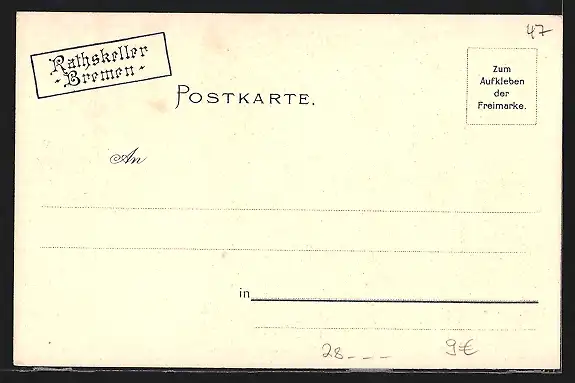 47
Rathskeller
-Bremen-
POSTKARTE.
Zum
Aufkleben
der
Freimarke.
An
in
28---
9€